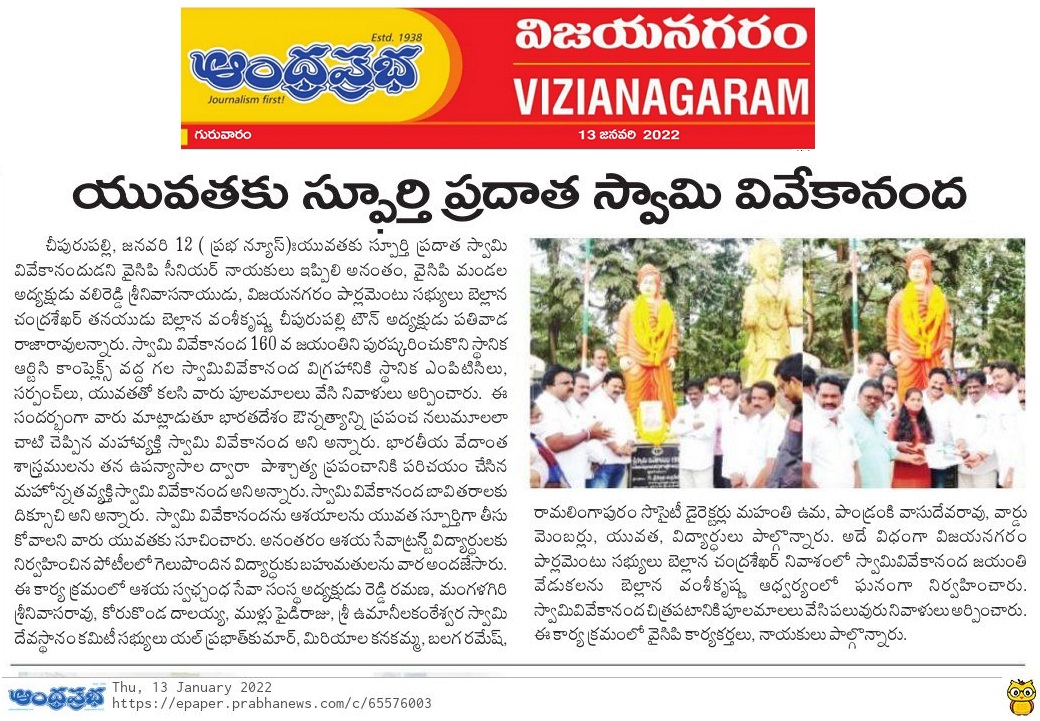 Estd. 1938
ఆంధ్రప్రభ
Journalism first!
విజయనగరం
VIZIANAGARAM
గురువారం
13 జనవరి 2022
యువతకు స్పూర్తి ప్రదాత స్వామి వివేకానంద
చీపురుపల్లి, జనవరి 12 ( ప్రభ న్యూస్):యువతకు స్పూర్తి ప్రదాత స్వామి
వివేకానందుడని వైసిపి సీనియర్ నాయకులు ఇప్పిలి అనంతం, వైసిపి మండల
అధ్యక్షుడు వలిరెడ్డి శ్రీనివాసనాయుడు, విజయనగరం పార్లమెంటు సభ్యులు బెల్లాన
చంద్రశేఖర్ తనయుడు బెల్లాన వంశీకృష్ణ చీపురుపల్లి టౌన్ అధ్యక్షుడు పతివాడ
రాజారావులన్నారు. స్వామి వివేకానంద 160 వ జయంతిని పురష్కరించుకొని స్థానిక
ఆర్టిసి కాంప్లెక్స్ వద్ద గల స్వామివివేకానంద విగ్రహానికి స్థానిక ఎంపిటిసిలు,
సర్పంచ్‌లు, యువతతో కలసి వారు పూలమాలలు వేసి నివాళులు అర్పించారు. ఈ
సందర్బంగా వారు మాట్లాడుతూ భారతదేశం ఔన్నత్యాన్ని ప్రపంచ నలుమూలలా
చాటి చెప్పిన మహావ్యక్తి స్వామి వివేకానంద అని అన్నారు. భారతీయ వేదాంత
శాస్త్రములను తన ఉపన్యాసాల ద్వారా పాశ్చాత్య ప్రపంచానికి పరిచయం చేసిన
మహోన్నత వ్యక్తి స్వామి వివేకానంద అని అన్నారు. స్వామి వివేకానంద బావి తరాలకు
దిక్సూచి అని అన్నారు. స్వామి వివేకానందను ఆశయాలను యువత స్పూర్తిగా తీసు
కోవాలని వారు యువతకు సూచించారు. అనంతరం ఆశయ సేవాట్రస్ట్ విద్యార్ధులకు
నిర్వహించిన పోటీలలో గెలుపొందిన విద్యార్ధుకు బహుమతులను వార అందజేసారు.
ఈ కార్య క్రమంలో ఆశయ స్వచ్చంధ సేవా సంస్థ అధ్యక్షుడు రెడ్డి రమణ, మంగళగిరి
శ్రీనివాసరావు, కోరుకొండ దాలయ్య, ముళ్లు పైడిరాజు, శ్రీ ఉమానీలకంఠేశ్వర స్వామి
దేవస్థానం కమిటీ సభ్యులు యల్ ప్రభాత్‌కుమార్, మిరియాల కనకమ్మ, బలగ రమేష్,
రామలింగాపురం సోసైటీ డైరెక్టర్లు మహంతి ఉమ, పాండ్రంకి వాసుదేవరావు, వార్డు
మెంబర్లు, యువత, విద్యార్ధులు పాల్గొన్నారు. అదే విధంగా విజయనగరం
పార్లమెంటు సభ్యులు బెల్లాన చంద్రశేఖర్ నివాశంలో స్వామివివేకానంద జయంతి
వేడుకలను బెల్లాన వంశీకృష్ణ ఆధ్వర్యంలో ఘనంగా నిర్వహించారు.
స్వామివివేకానంద చిత్రపటానికి పూలమాలలు వేసి పలువురు నివాళులు అర్పించారు.
ఈ కార్య క్రమంలో వైసిపి కార్యకర్తలు, నాయకులు పాల్గొన్నారు.
ఆంధ్రప్రభ
Thu, 13 January 2022
https://epaper.prabhanews.com/c/65576003